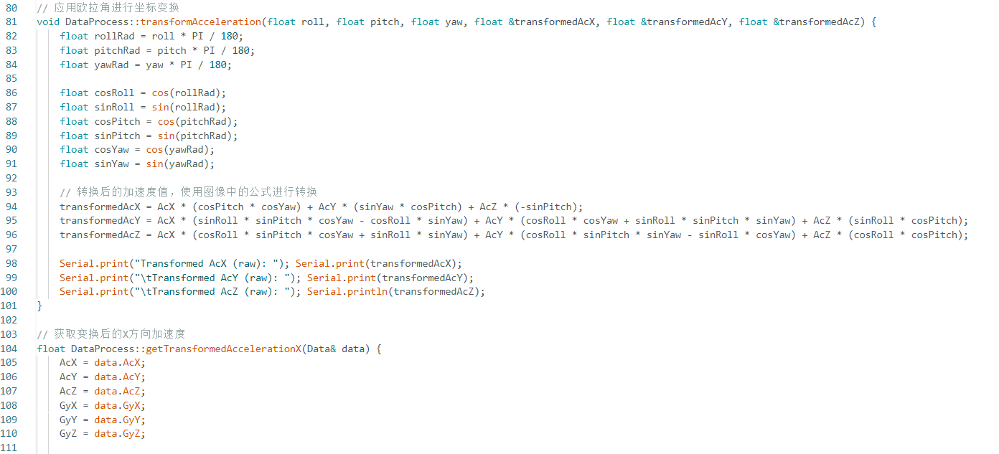 80 // 应用欧拉角进行坐标变换
81 void DataProcess::transformAcceleration(float roll, float pitch, float yaw, float &transformedAcX, float &transformedAcY, float &transformedAcZ) {
82 float rollRad = roll * PI / 180;
83 float pitchRad = pitch * PI / 180;
84 float yawRad = yaw * PI / 180;
85
86 float cosRoll = cos(rollRad);
87 float sinRoll = sin(rollRad);
88 float cosPitch = cos(pitchRad);
89 float sinPitch = sin(pitchRad);
90 float cosYaw = cos(yawRad);
91 float sinYaw = sin(yawRad);
92
93 // 转换后的加速度值，使用图像中的公式进行转换
94 transformedAcX = AcX * (cosPitch * cosYaw) + AcY * (sinYaw * cosPitch) + AcZ * (-sinPitch);
95 transformedAcY = AcX * (sinRoll * sinPitch * cosYaw - cosRoll * sinYaw) + AcY * (cosRoll * cosYaw + sinRoll * sinPitch * sinYaw) + AcZ * (sinRoll * cosPitch);
96 transformedAcZ = AcX * (cosRoll * sinPitch * cosYaw + sinRoll * sinYaw) + AcY * (cosRoll * sinPitch * sinYaw - sinRoll * cosYaw) + AcZ * (cosRoll * cosPitch);
97
98 Serial.print("Transformed AcX (raw): "); Serial.print(transformedAcX);
99 Serial.print("\tTransformed AcY (raw): "); Serial.print(transformedAcY);
100 Serial.print("\tTransformed AcZ (raw): "); Serial.println(transformedAcZ);
101 }
102
103 // 获取变换后的X方向加速度
104 float DataProcess::getTransformedAccelerationX(Data& data) {
105 AcX = data.AcX;
106 AcY = data.AcY;
107 AcZ = data.AcZ;
108 GyX = data.GyX;
109 GyY = data.GyY;
110 GyZ = data.GyZ;
111